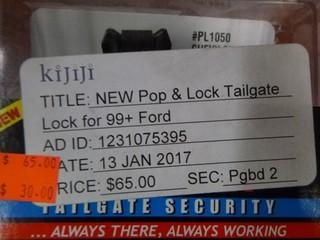 #PL1050
kijiji
TITLE: NEW Pop & Lock Tailgate
Lock for 99+ Ford
NEW
AD ID: 1231075395
$ 65.00
ATE: 13 JAN 2017
$ 30.00
RICE: $65.00 SEC: Pgbd 2
TAILGATE SECURITY
... ALWAYS THERE, ALWAYS WORKING